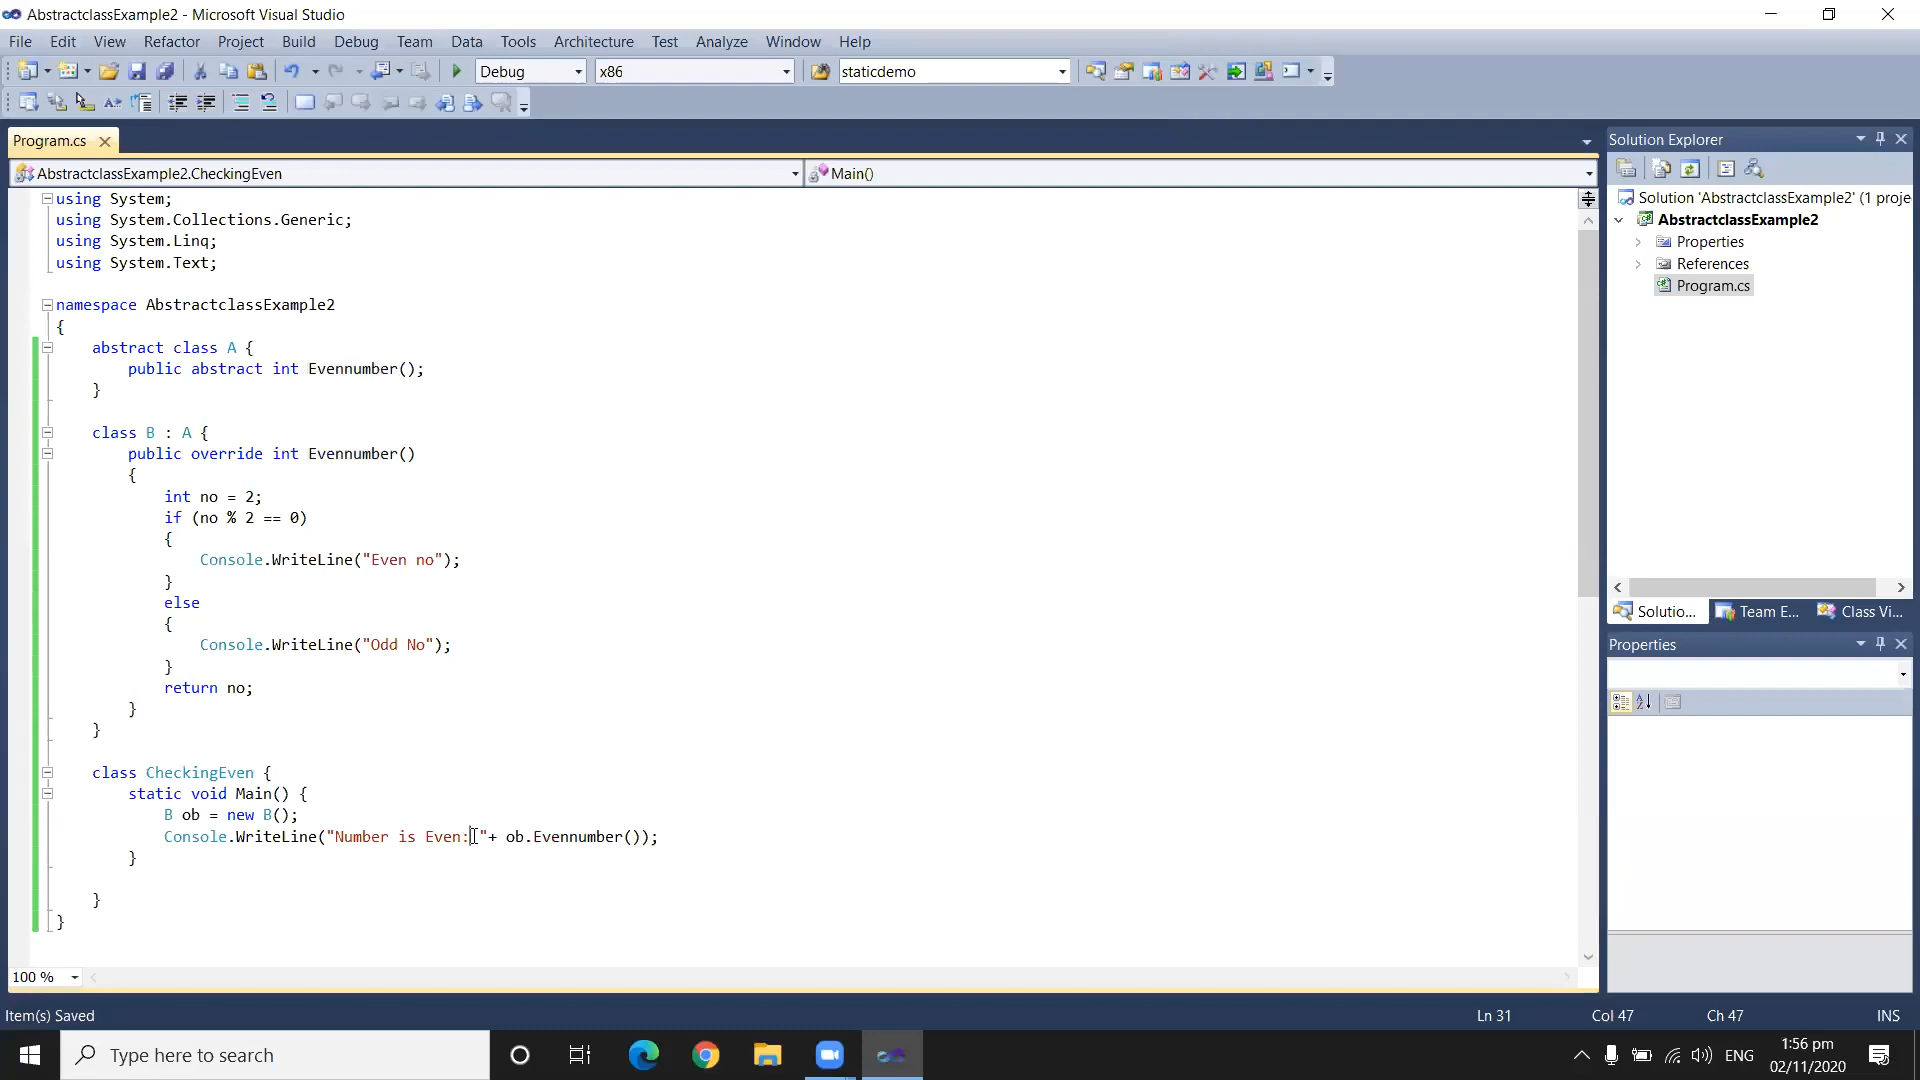 AbstractclassExample2 - Microsoft Visual Studio
File Edit View Refactor Project Build Debug Team Data Tools Architecture Test Analyze Window Help
Debug x86 staticdemo
Program.cs
AbstractclassExample2.CheckingEven Main()
using System;
using System.Collections.Generic;
using System.Linq;
using System.Text;
namespace AbstractclassExample2
{
abstract class A {
public abstract int Evennumber();
}
class B : A {
public override int Evennumber()
{
int no = 2;
if (no % 2 == 0)
{
Console.WriteLine("Even no");
}
else
{
Console.WriteLine("Odd No");
}
return no;
}
}
class CheckingEven {
static void Main() {
B ob = new B();
Console.WriteLine("Number is Even: "+ ob.Evennumber());
}
}
}
100 %
Solution Explorer
Solution 'AbstractclassExample2' (1 proje
AbstractclassExample2
Properties
References
Program.cs
Solutio... Team E... Class Vi...
Properties
Item(s) Saved Ln 31 Col 47 Ch 47 INS
Type here to search
ENG
1:56 pm
02/11/2020